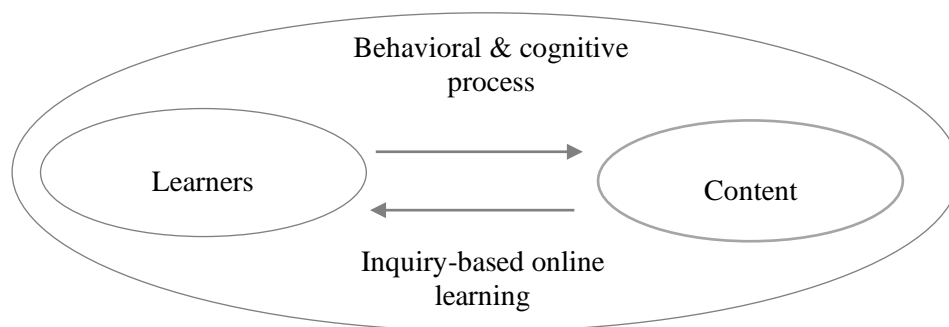 Behavioral & cognitive
process
Learners
Content
Inquiry-based online
learning